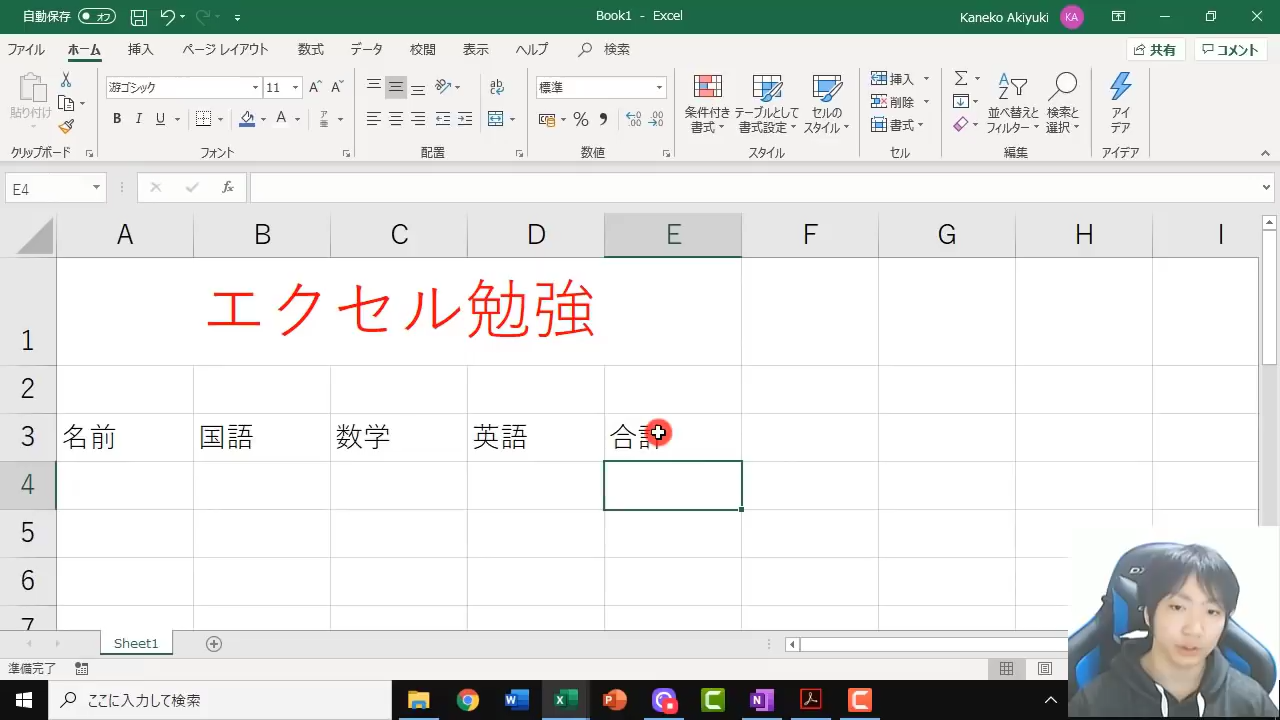 自動保存 オフ Book1 - Excel Kaneko Akiyuki KA
ファイル ホーム 挿入 ページ レイアウト 数式 データ 校閲 表示 ヘルプ 検索 共有 コメント
貼り付け 游ゴシック 11 標準 条件付き 書式 テーブルとして 書式設定 セルの スタイル 挿入 削除 書式 並べ替えと フィルター 検索と 選択 アイ デア
クリップボード フォント 配置 数値 スタイル セル 編集 アイデア
E4 fx
A B C D E F G H I
1 エクセル勉強
2
3 名前 国語 数学 英語 合計
4
5
6
7
Sheet1
準備完了
ここに入力して検索